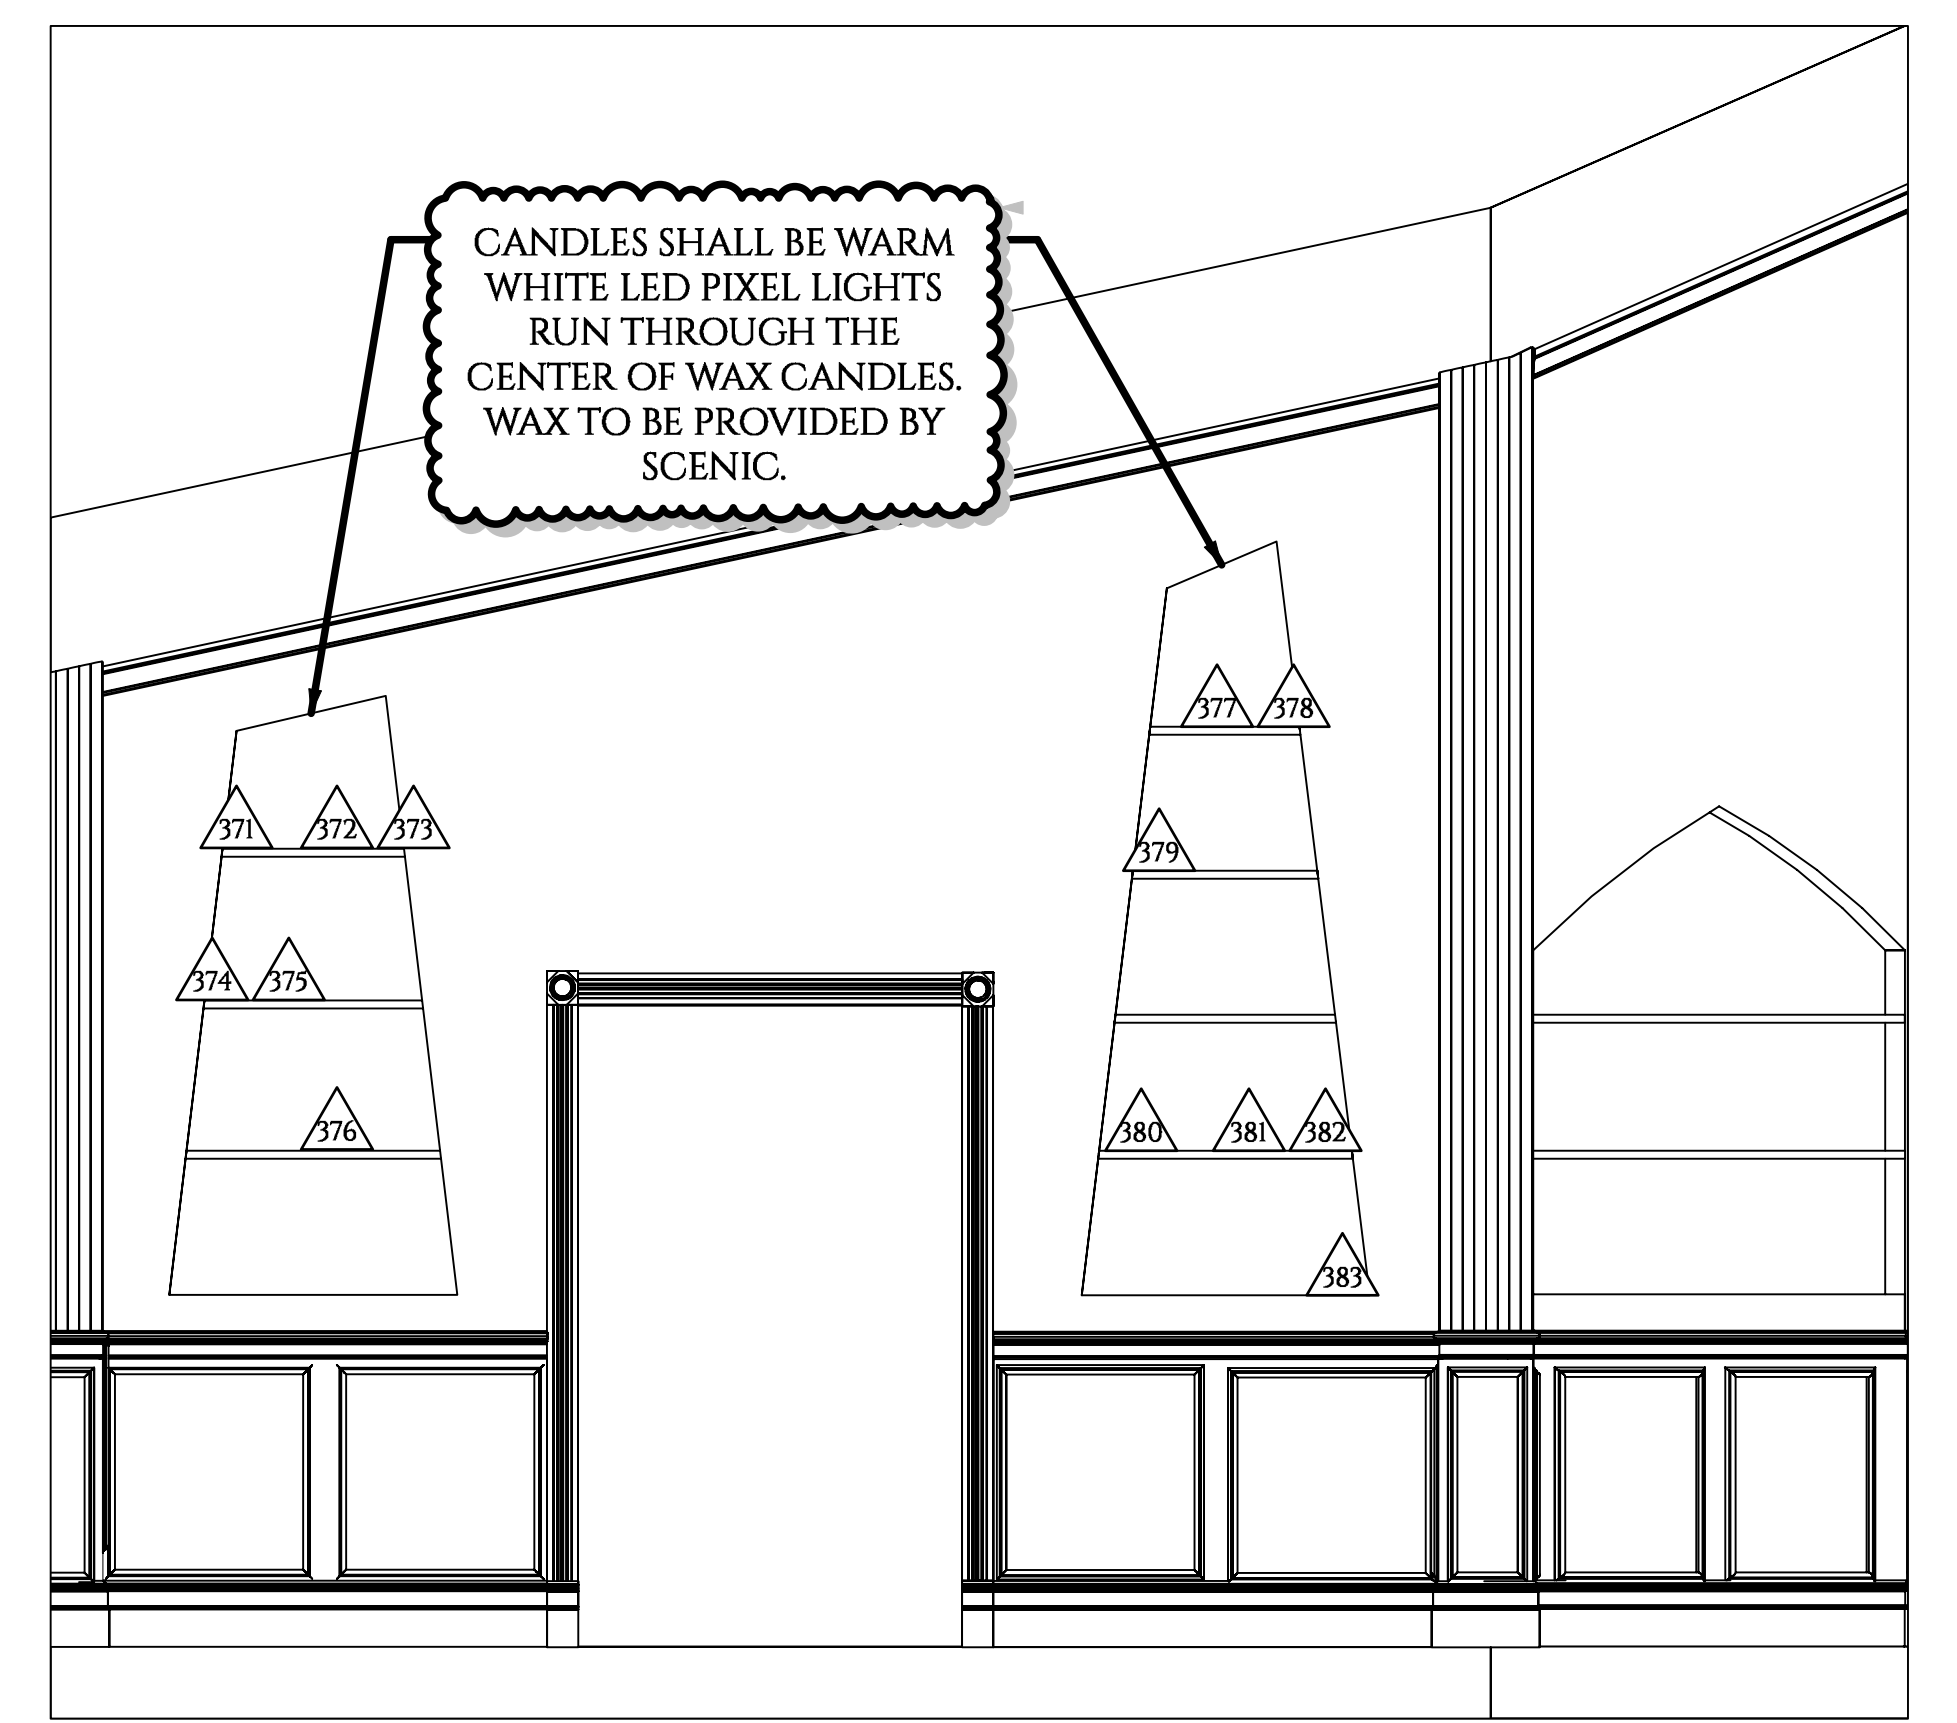 CANDLES SHALL BE WARM
WHITE LED PIXEL LIGHTS
RUN THROUGH THE
CENTER OF WAX CANDLES.
WAX TO BE PROVIDED BY
SCENIC.
377 378
371 372 373
379
374 375
376
380 381 382
383